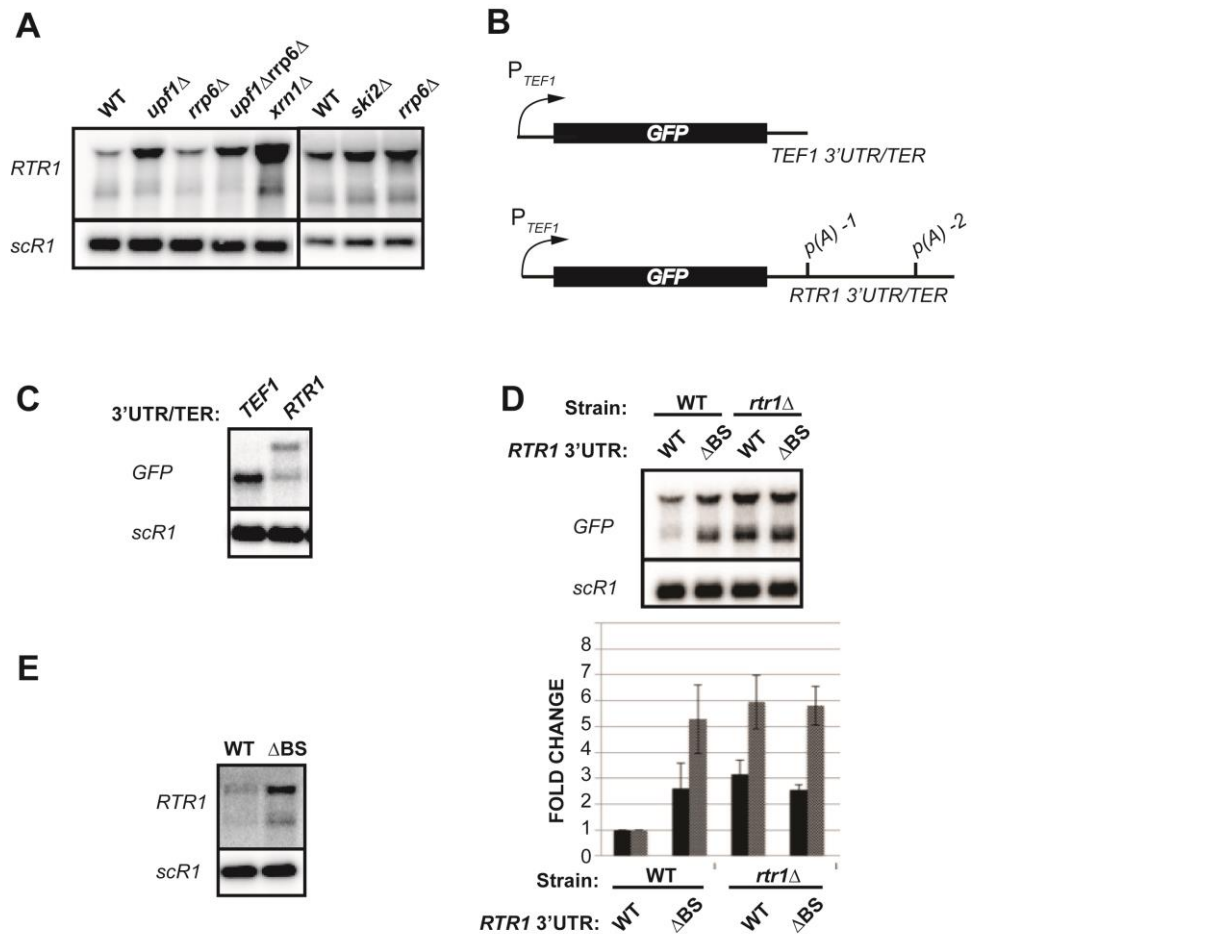 A
WT upf1Δ rrp6Δ upf1Δrrp6Δ xrn1Δ WT ski2Δ rrp6Δ
RTR1
scR1
B
PTEF1
GFP
TEF1 3'UTR/TER
PTEF1
p(A) -1 p(A) -2
GFP
RTR1 3'UTR/TER
C
3'UTR/TER: TEF1 RTR1
GFP
scR1
D
Strain: WT rtr1Δ
RTR1 3'UTR: WT ΔBS WT ΔBS
GFP
scR1
FOLD CHANGE
8
7
6
5
4
3
2
1
0
Strain: WT rtr1Δ
RTR1 3'UTR: WT ΔBS WT ΔBS
E
WT ΔBS
RTR1
scR1